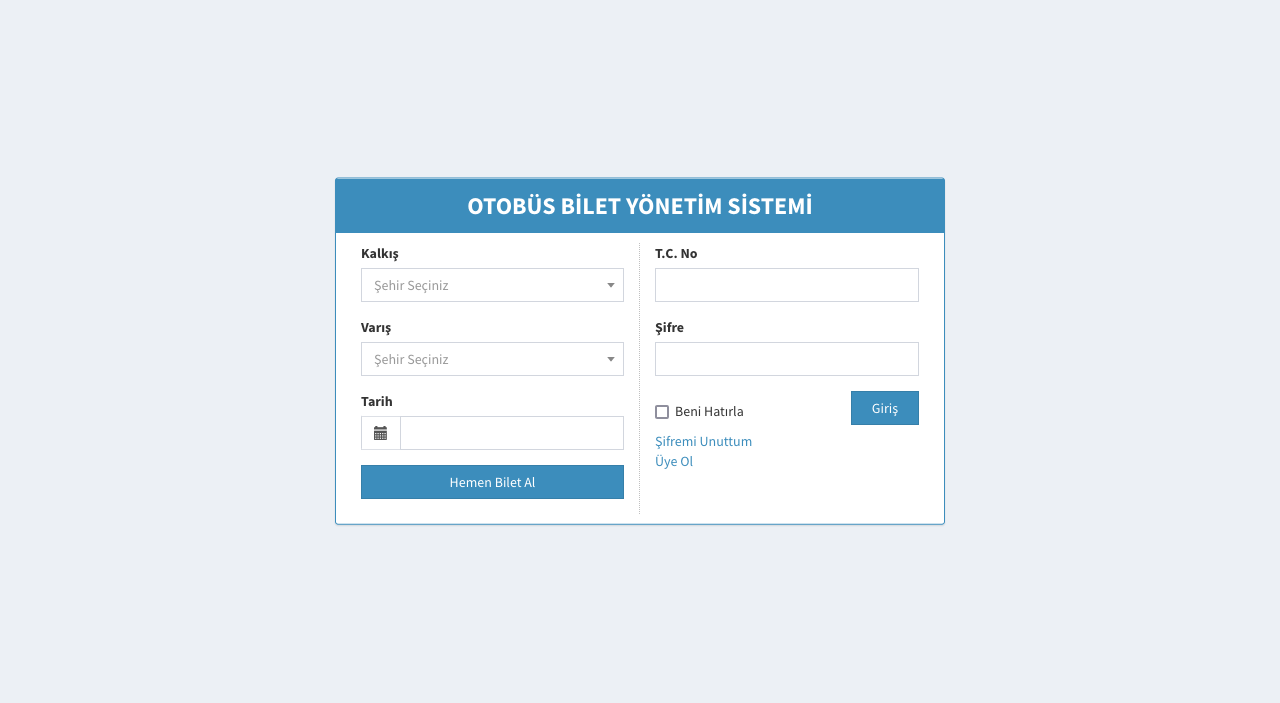 OTOBÜS BİLET YÖNETİM SİSTEMİ
Kalkış
Şehir Seçiniz
Varış
Şehir Seçiniz
Tarih
Hemen Bilet Al
T.C. No
Şifre
Beni Hatırla
Giriş
Şifremi Unuttum
Üye Ol